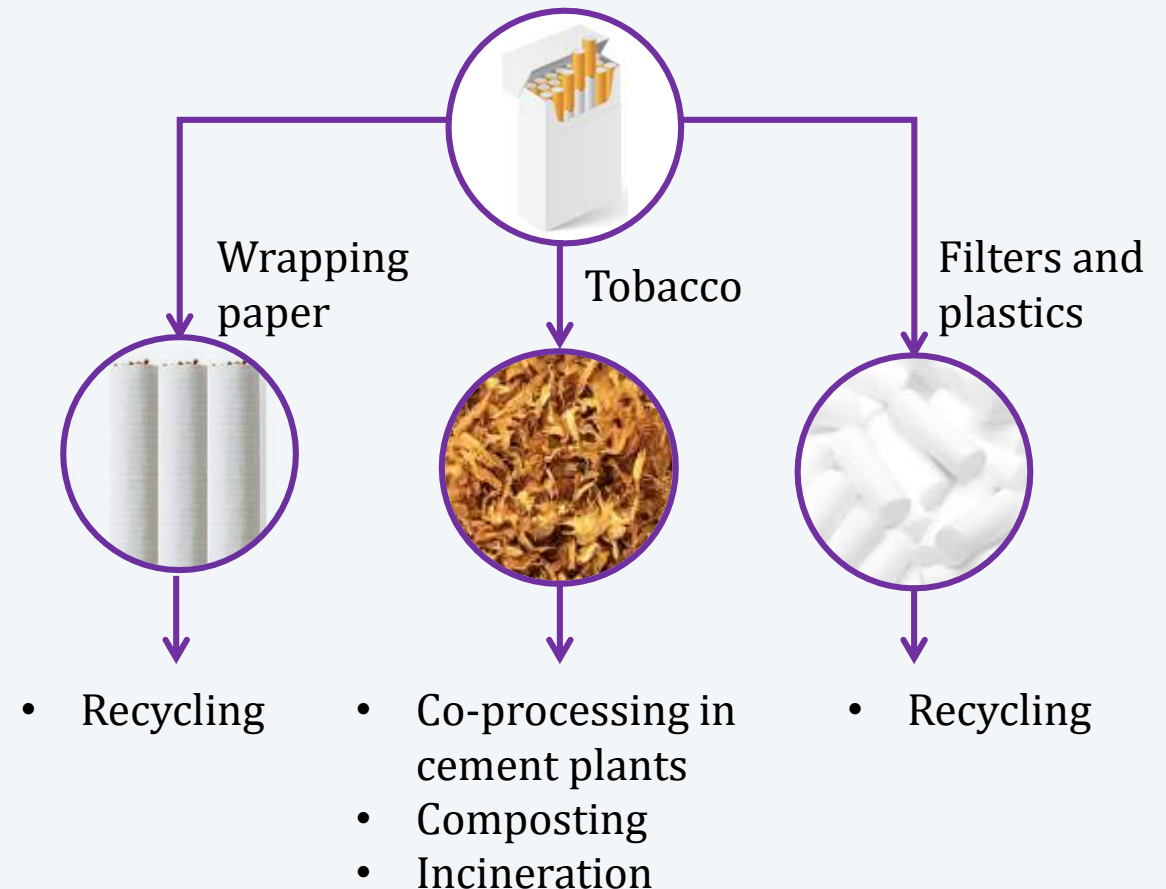 Wrapping
paper
Tobacco
Filters and
plastics
• Recycling
• Co-processing in
cement plants
• Composting
• Incineration
• Recycling